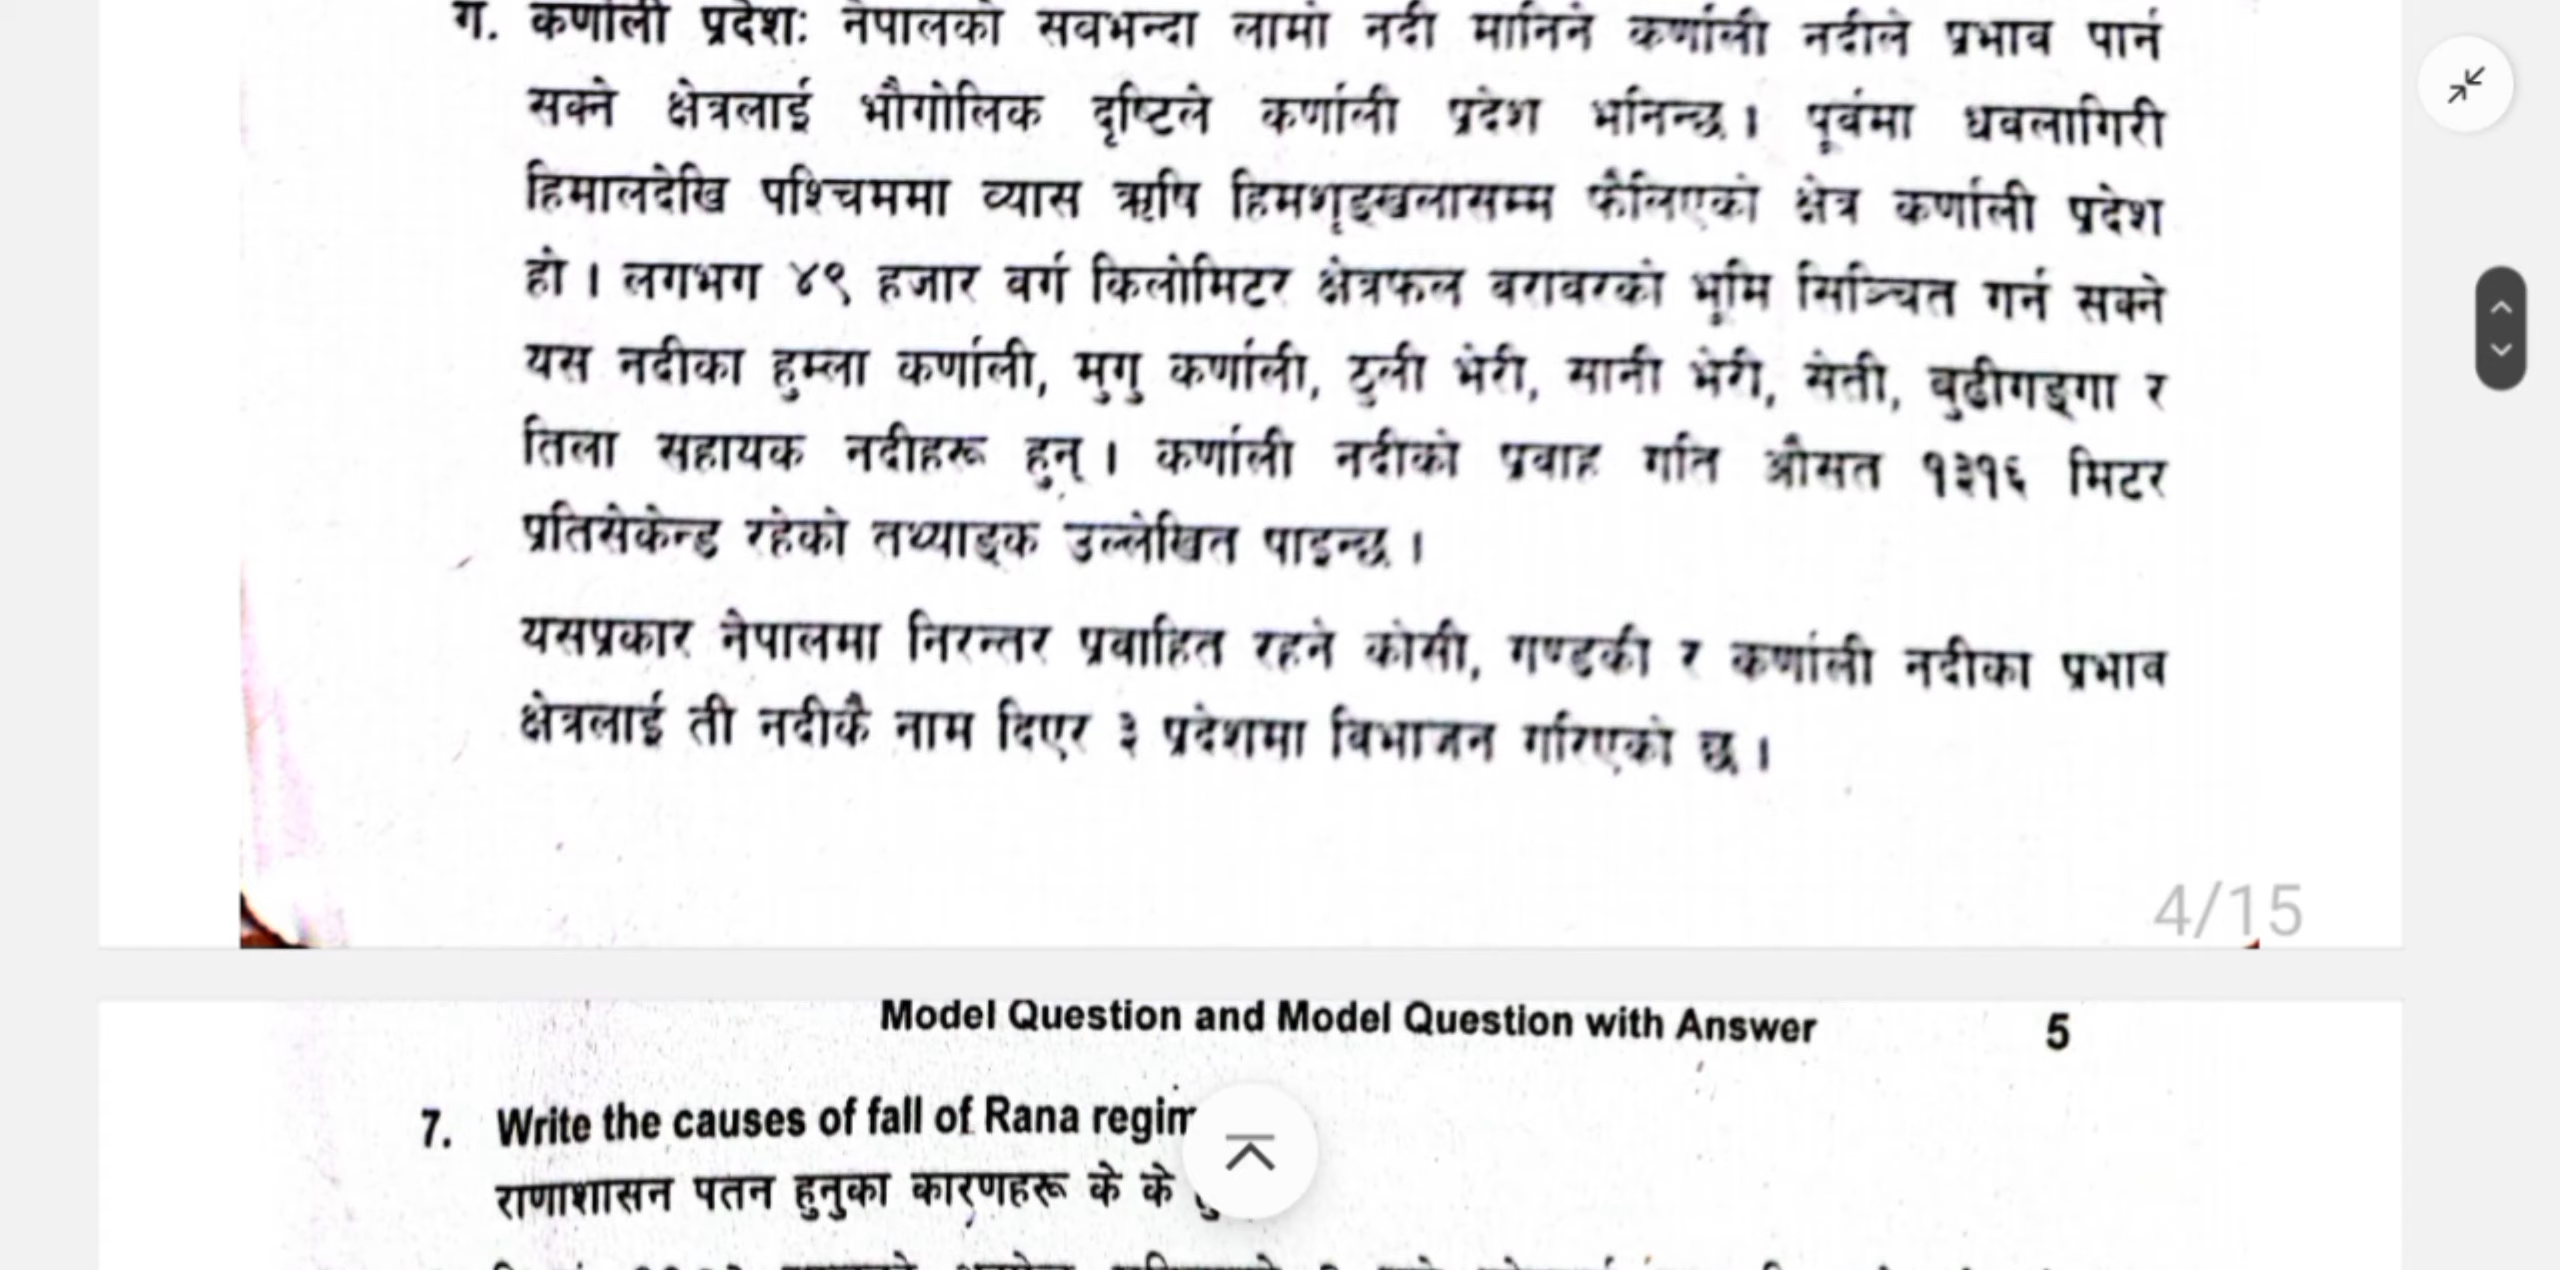 ग. कर्णाली प्रदेश: नेपालको सबभन्दा लामो नदी मानिने कर्णाली नदीले प्रभाव पार्न
सक्ने क्षेत्रलाई भौगोलिक दृष्टिले कर्णाली प्रदेश भनिन्छ । पूर्वमा धवलागिरी
हिमालदेखि पश्चिममा व्यास ऋषि हिमशृङ्खलासम्म फैलिएको क्षेत्र कर्णाली प्रदेश
हो । लगभग ४९ हजार वर्ग किलोमिटर क्षेत्रफल बराबरको भूमि सिञ्चित गर्न सक्ने
यस नदीका हुम्ला कर्णाली, मुगु कर्णाली, ठुली भेरी, सानी भेरी, सेती, बुढीगङ्गा र
तिला सहायक नदीहरू हुन् । कर्णाली नदीको प्रवाह गति औसत १३१६ मिटर
प्रतिसेकेन्ड रहेको तथ्याङ्क उल्लेखित पाइन्छ ।
यसप्रकार नेपालमा निरन्तर प्रवाहित रहने कोसी, गण्डकी र कर्णाली नदीका प्रभाव
क्षेत्रलाई ती नदीकै नाम दिएर ३ प्रदेशमा विभाजन गरिएको छ ।
4/15
Model Question and Model Question with Answer 5
7. Write the causes of fall of Rana
राणाशासन पतन हुनुका कारणहरू के के